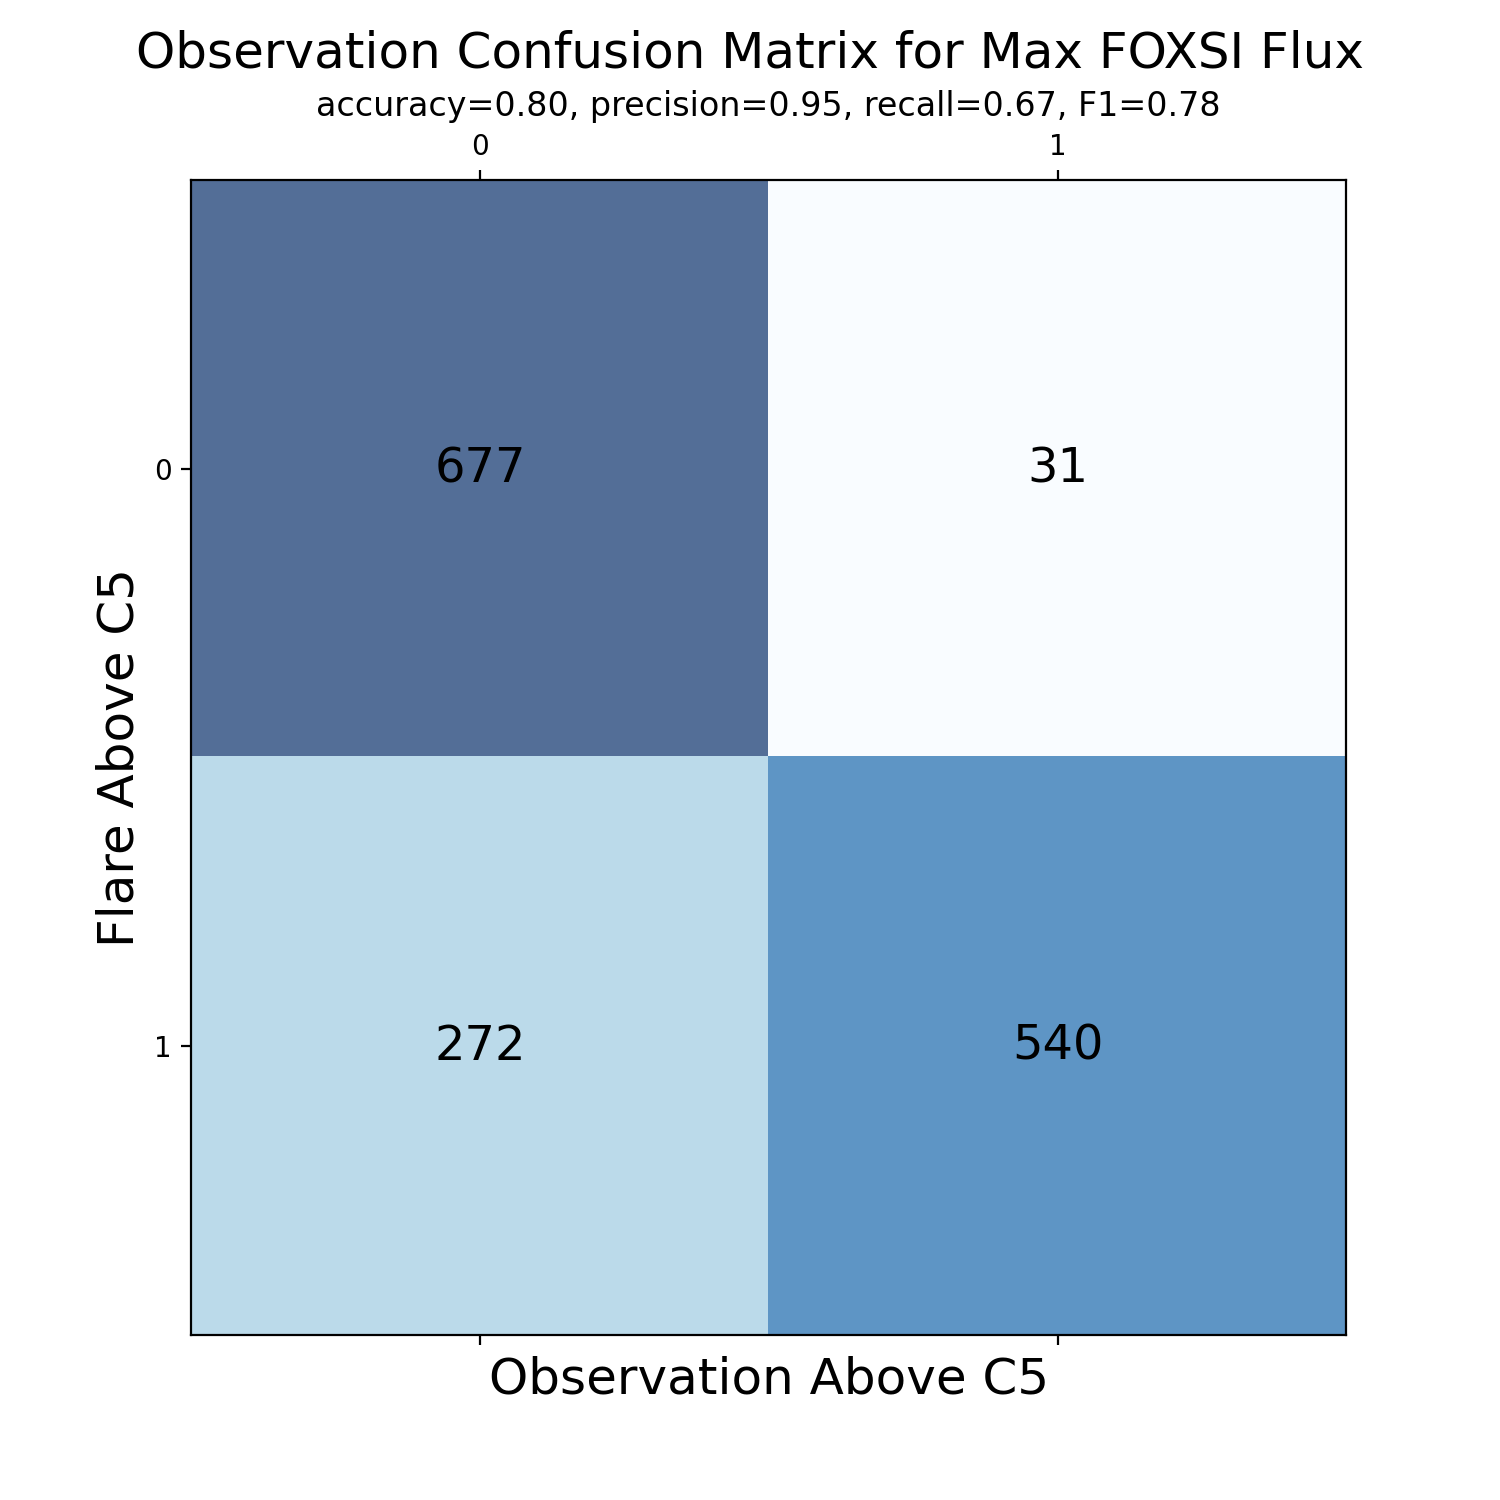 Observation Confusion Matrix for Max FOXSI Flux
accuracy=0.80, precision=0.95, recall=0.67, F1=0.78
0 1
0 677 31
Flare Above C5
1 272 540
Observation Above C5